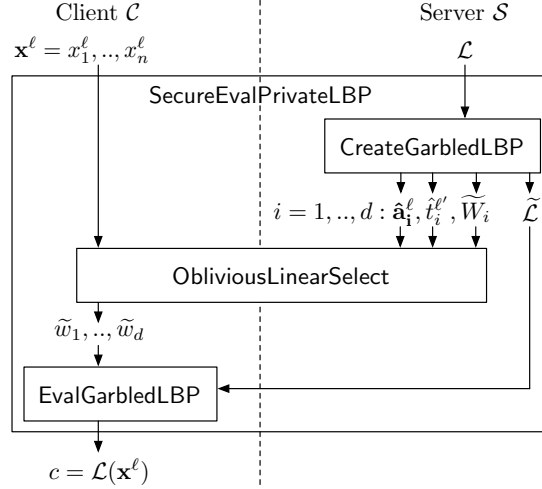 Client 𝒞 Server 𝒮
𝐱^ℓ = x_1^ℓ, .., x_n^ℓ ℒ
SecureEvalPrivateLBP
CreateGarbledLBP
i = 1, .., d : 𝐚̂_𝐢^ℓ, t̂_i^ℓ′, W̃_i ℒ̃
ObliviousLinearSelect
w̃_1, .., w̃_d
EvalGarbledLBP
c = ℒ(𝐱^ℓ)